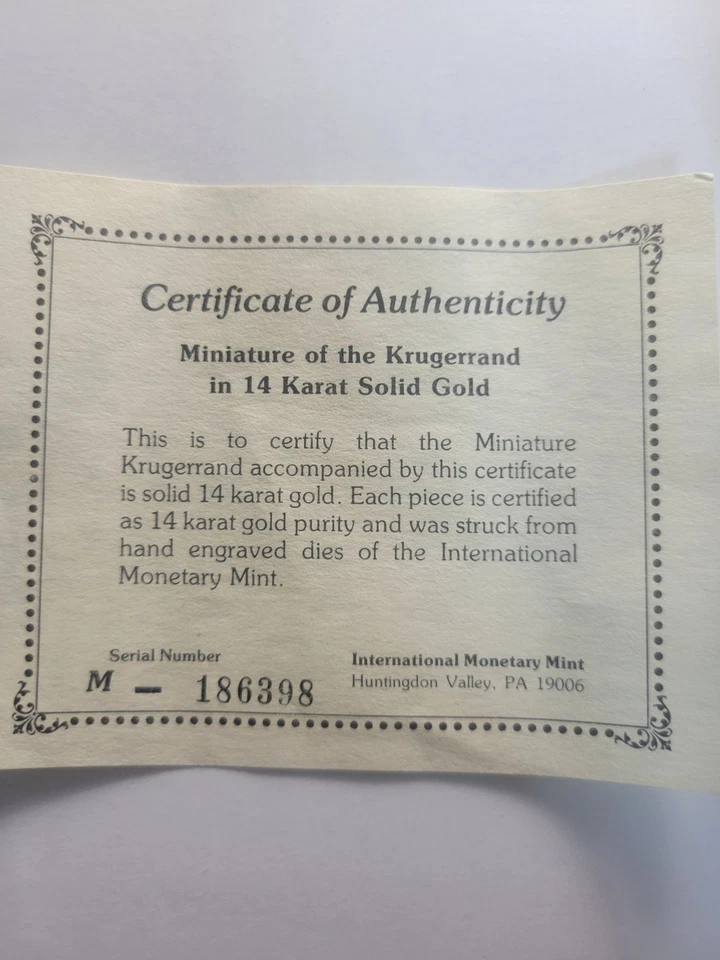 Certificate of Authenticity
Miniature of the Krugerrand
in 14 Karat Solid Gold
This is to certify that the Miniature
Krugerrand accompanied by this certificate
is solid 14 karat gold. Each piece is certified
as 14 karat gold purity and was struck from
hand engraved dies of the International
Monetary Mint.
Serial Number
M — 186398
International Monetary Mint
Huntingdon Valley, PA 19006